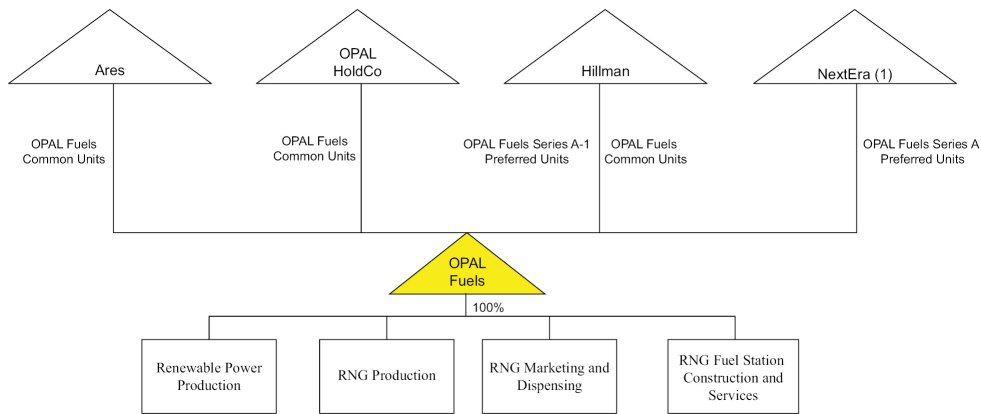 Ares
OPAL
HoldCo
Hillman
NextEra (1)
OPAL Fuels
Common Units
OPAL Fuels
Common Units
OPAL Fuels Series A-1
Preferred Units
OPAL Fuels
Common Units
OPAL Fuels Series A
Preferred Units
OPAL
Fuels
100%
Renewable Power
Production
RNG Production
RNG Marketing and
Dispensing
RNG Fuel Station
Construction and
Services